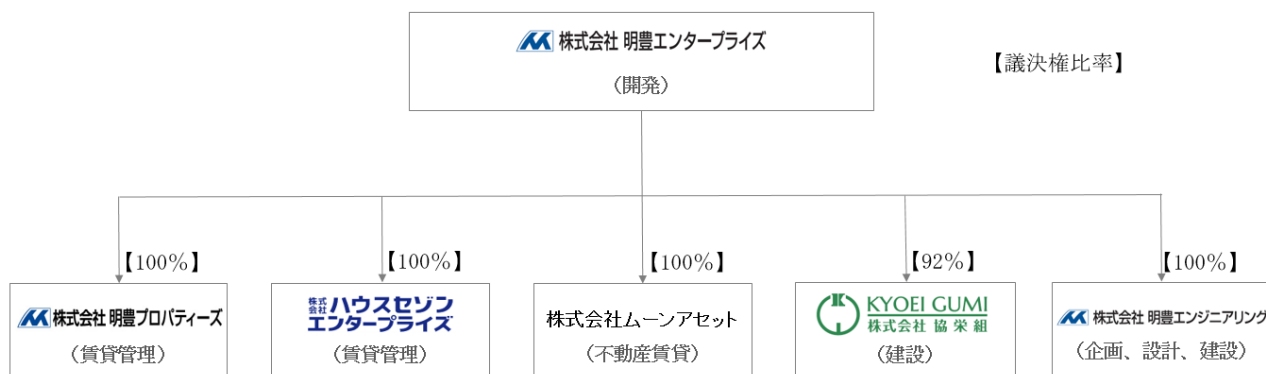 株式会社 明豊エンタープライズ
（開発）
【議決権比率】
【100％】
【100％】
【100％】
【92％】
【100％】
株式会社 明豊プロパティーズ
（賃貸管理）
株式会社 ハウスセゾン
エンタープライズ
（賃貸管理）
株式会社ムーンアセット
（不動産賃貸）
KYOEI GUMI
株式会社 協栄組
（建設）
株式会社 明豊エンジニアリング
（企画、設計、建設）